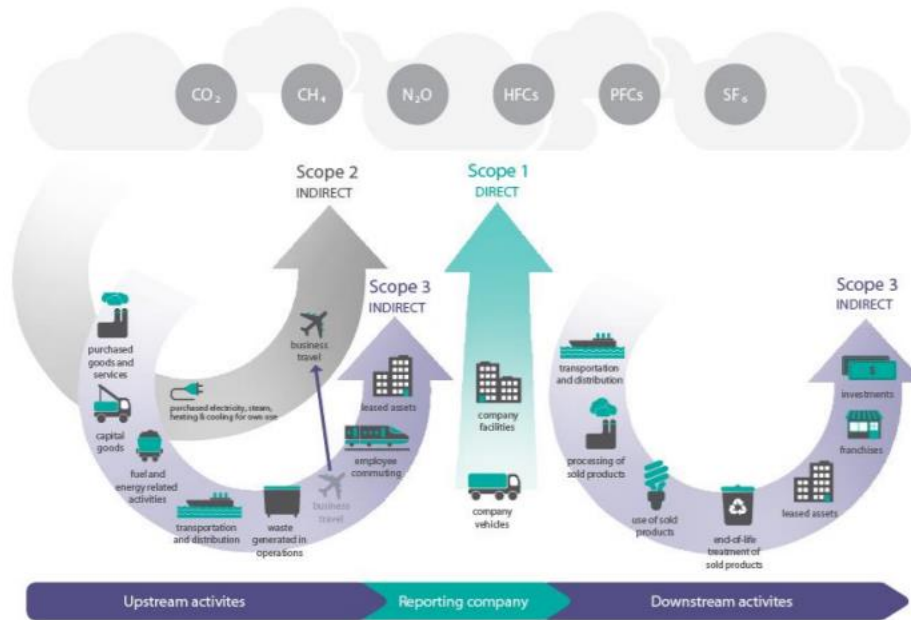 CO₂
CH₄
N₂O
HFCs
PFCs
SF₆
Scope 2
INDIRECT
Scope 1
DIRECT
Scope 3
INDIRECT
Scope 3
INDIRECT
purchased
goods and
services
capital
goods
fuel and
energy related
activities
transportation
and distribution
waste
generated in
operations
business
travel
purchased electricity, steam,
heating & cooling for own use
business
travel
employee
commuting
leased assets
company
facilities
company
vehicles
transportation
and distribution
processing of
sold products
use of sold
products
end-of-life
treatment of
sold products
leased assets
franchises
$
investments
Upstream activites
Reporting company
Downstream activites